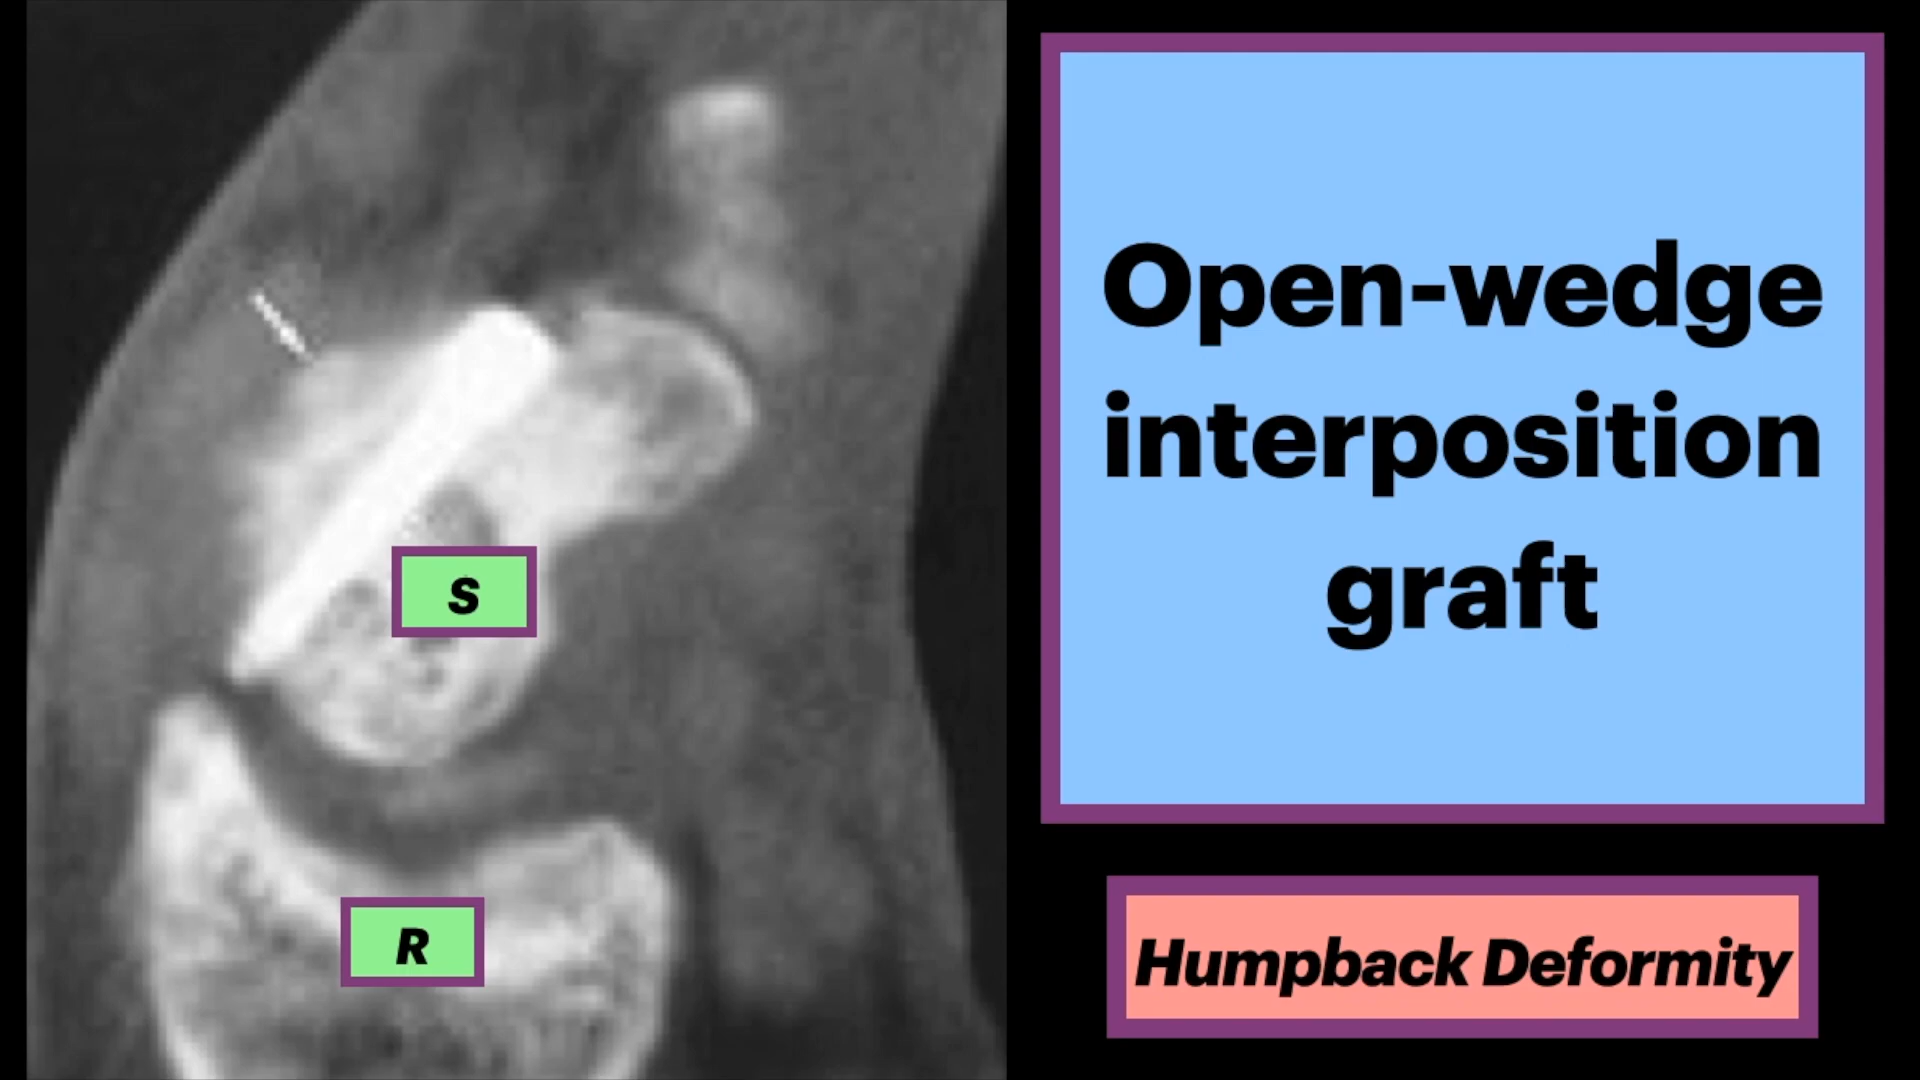 Open-wedge
interposition
graft
S
R
Humpback Deformity